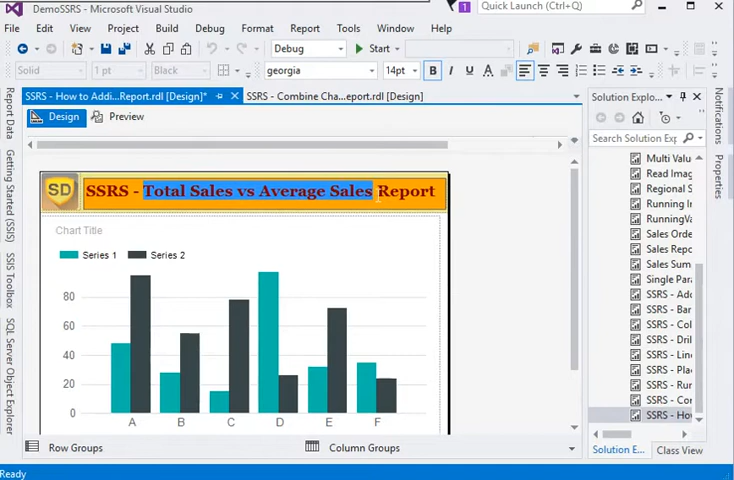 DemoSSRS - Microsoft Visual Studio
1
Quick Launch (Ctrl+Q)
File Edit View Project Build Debug Format Report Tools Window Help
Debug Start
Solid 1 pt georgia 14pt B I U A
SSRS - How to Addi...Report.rdl [Design]* SSRS - Combine Cha...eport.rdl [Design]
Design Preview
Report Data
Getting Started (SSIS)
SSIS Toolbox
SQL Server Object Explorer
SD
SSRS - Total Sales vs Average Sales Report
Chart Title
Series 1 Series 2
80
60
40
20
0
A B C D E F
Row Groups Column Groups
Solution Explo...
Search Solution Exp
Multi Valu
Read Imag
Regional S
Running In
RunningVa
Sales Orde
Sales Repo
Sales Sum
Single Para
SSRS - Ad
SSRS - Bar
SSRS - Col
SSRS - Dril
SSRS - Line
SSRS - Pla
SSRS - Run
SSRS - Cor
SSRS - Hov
Solution E... Class View
Notifications
Properties
Ready